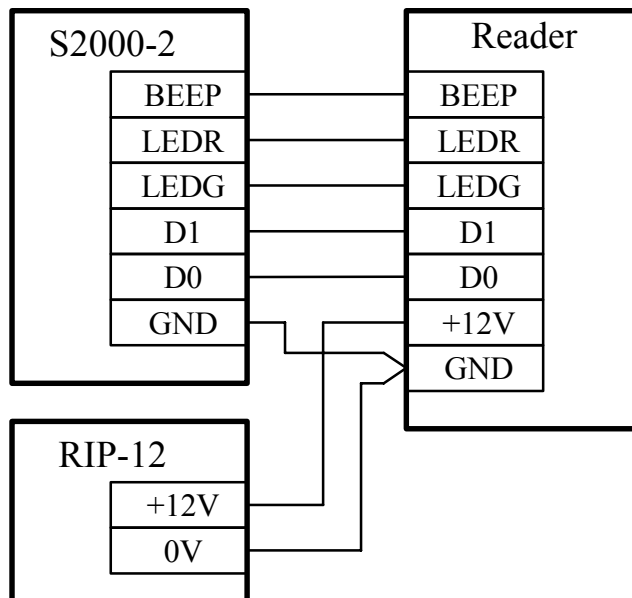 S2000-2
BEEP
LEDR
LEDG
D1
D0
GND
Reader
BEEP
LEDR
LEDG
D1
D0
+12V
GND
RIP-12
+12V
0V